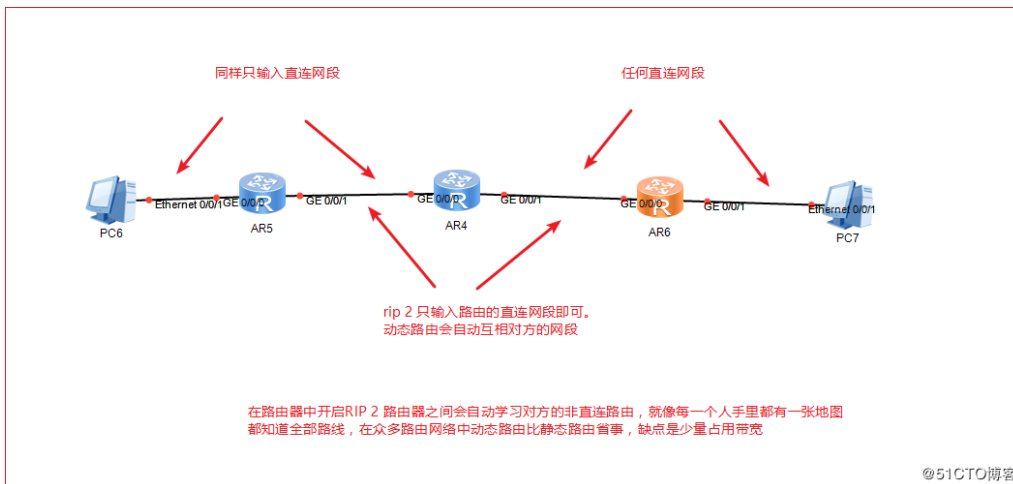 同样只输入直连网段
任何直连网段
Ethernet 0/0/1
GE 0/0/0
GE 0/0/1
GE 0/0/0
GE 0/0/1
GE 0/0/0
GE 0/0/1
Ethernet 0/0/1
PC6
AR5
AR4
AR6
PC7
rip 2 只输入路由的直连网段即可。
动态路由会自动互相对方的网段
在路由器中开启RIP 2 路由器之间会自动学习对方的非直连路由，就像每一个人手里都有一张地图
都知道全部路线，在众多路由网络中动态路由比静态路由省事，缺点是少量占用带宽
@51CTO博客